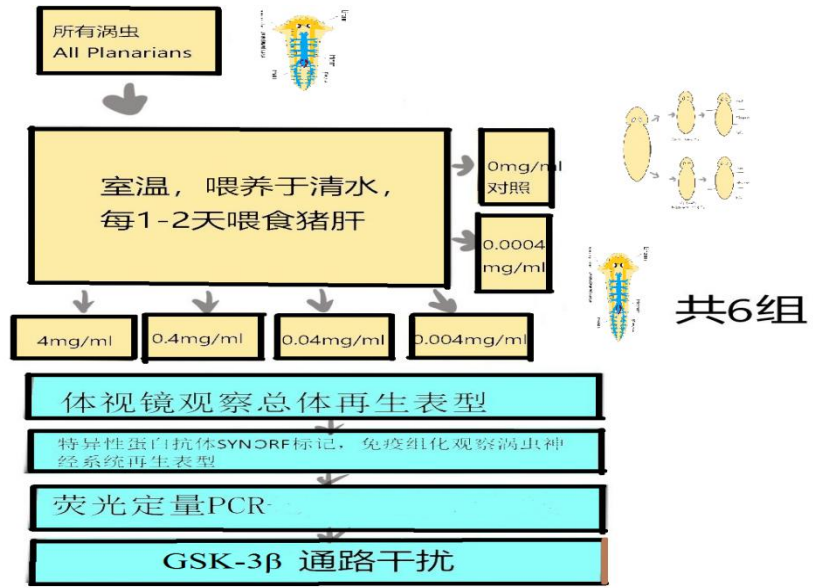 所有涡虫
All Planarians
室温，喂养于清水，
每1-2天喂食猪肝
0mg/ml
对照
0.0004
mg/ml
4mg/ml
0.4mg/ml
0.04mg/ml
0.004mg/ml
共6组
体视镜观察总体再生表型
特异性蛋白抗体SYNORF标记，免疫组化观察涡虫神
经系统再生表型
荧光定量PCR-
GSK-3β 通路干扰